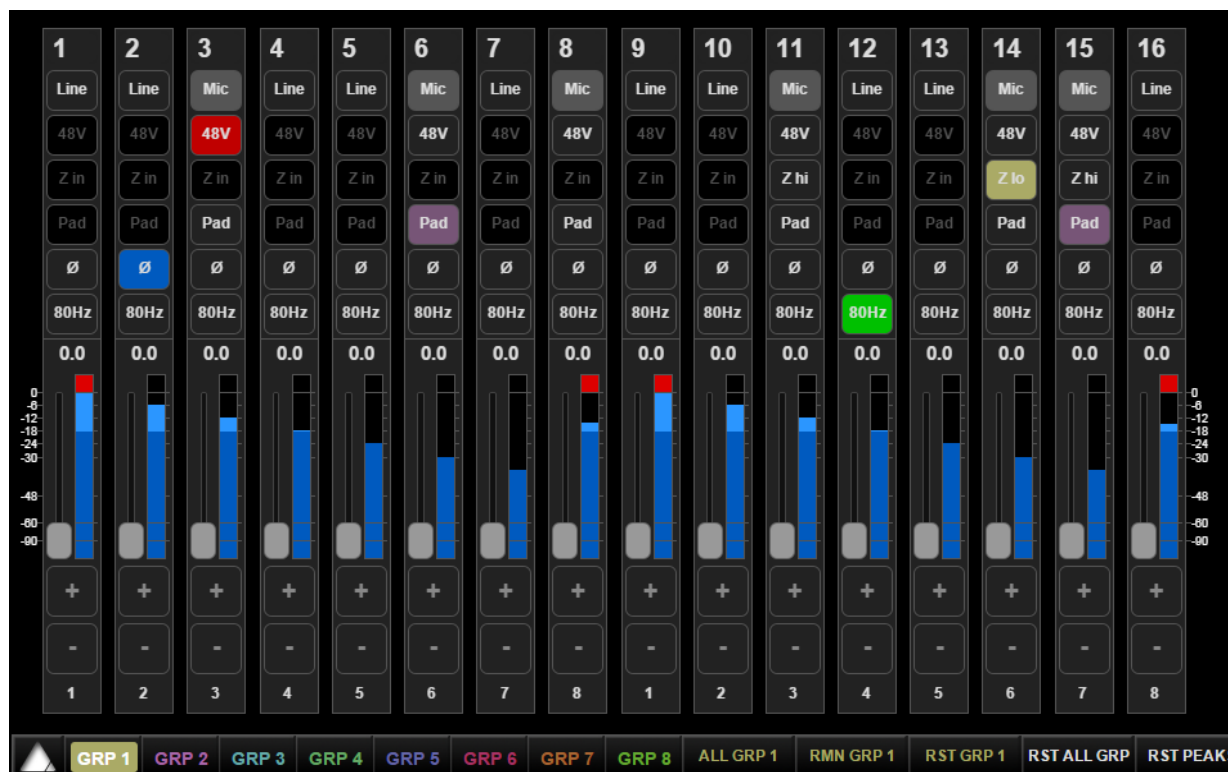 1 2 3 4 5 6 7 8 9 10 11 12 13 14 15 16
Line Line Mic Line Line Mic Line Mic Line Line Mic Line Line Mic Mic Line
48V 48V 48V 48V 48V 48V 48V 48V 48V 48V 48V 48V 48V 48V 48V 48V
Z in Z in Z in Z in Z in Z in Z in Z in Z in Z in Z hi Z in Z in Z lo Z hi Z in
Pad Pad Pad Pad Pad Pad Pad Pad Pad Pad Pad Pad Pad Pad Pad Pad
Ø Ø Ø Ø Ø Ø Ø Ø Ø Ø Ø Ø Ø Ø Ø Ø
80Hz 80Hz 80Hz 80Hz 80Hz 80Hz 80Hz 80Hz 80Hz 80Hz 80Hz 80Hz 80Hz 80Hz 80Hz 80Hz
0.0 0.0 0.0 0.0 0.0 0.0 0.0 0.0 0.0 0.0 0.0 0.0 0.0 0.0 0.0 0.0
0 0
-6 -6
-12 -12
-18 -18
-24 -24
-30 -30
-48 -48
-60 -60
-90 -90
+ + + + + + + + + + + + + + + +
- - - - - - - - - - - - - - - -
1 2 3 4 5 6 7 8 1 2 3 4 5 6 7 8
GRP 1 GRP 2 GRP 3 GRP 4 GRP 5 GRP 6 GRP 7 GRP 8 ALL GRP 1 RMN GRP 1 RST GRP 1 RST ALL GRP RST PEAK